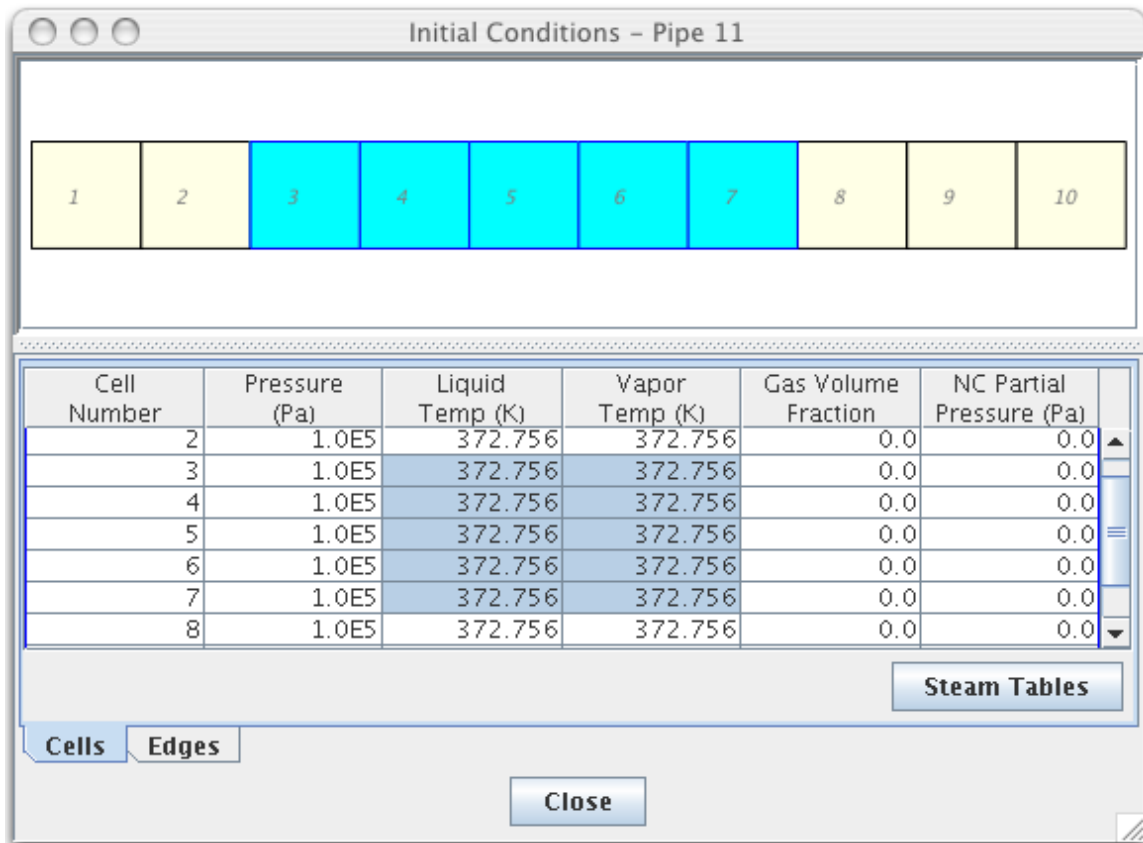 Initial Conditions – Pipe 11
1 2 3 4 5 6 7 8 9 10
Cell Number Pressure (Pa) Liquid Temp (K) Vapor Temp (K) Gas Volume Fraction NC Partial Pressure (Pa)
2 1.0E5 372.756 372.756 0.0 0.0
3 1.0E5 372.756 372.756 0.0 0.0
4 1.0E5 372.756 372.756 0.0 0.0
5 1.0E5 372.756 372.756 0.0 0.0
6 1.0E5 372.756 372.756 0.0 0.0
7 1.0E5 372.756 372.756 0.0 0.0
8 1.0E5 372.756 372.756 0.0 0.0
Steam Tables
Cells Edges
Close